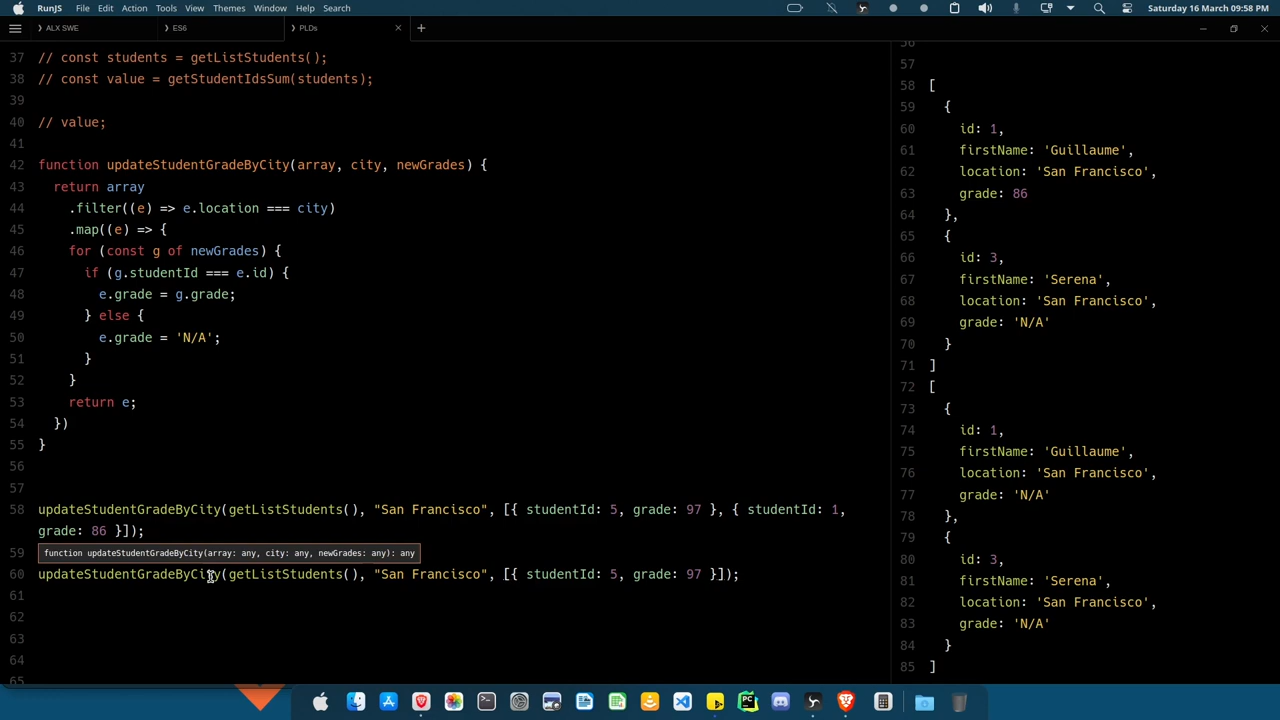 RunJS File Edit Action Tools View Themes Window Help Search Saturday 16 March 09:58 PM
ALX SWE ES6 PLDs
37 // const students = getListStudents();
38 // const value = getStudentIdsSum(students);
39
40 // value;
41
42 function updateStudentGradeByCity(array, city, newGrades) {
43 return array
44 .filter((e) => e.location === city)
45 .map((e) => {
46 for (const g of newGrades) {
47 if (g.studentId === e.id) {
48 e.grade = g.grade;
49 } else {
50 e.grade = 'N/A';
51 }
52 }
53 return e;
54 })
55 }
56
57
58 updateStudentGradeByCity(getListStudents(), "San Francisco", [{ studentId: 5, grade: 97 }, { studentId: 1,
grade: 86 }]);
59 function updateStudentGradeByCity(array: any, city: any, newGrades: any): any
60 updateStudentGradeByCity(getListStudents(), "San Francisco", [{ studentId: 5, grade: 97 }]);
61
62
63
64
65
56
57
58 [
59 {
60 id: 1,
61 firstName: 'Guillaume',
62 location: 'San Francisco',
63 grade: 86
64 },
65 {
66 id: 3,
67 firstName: 'Serena',
68 location: 'San Francisco',
69 grade: 'N/A'
70 }
71 ]
72 [
73 {
74 id: 1,
75 firstName: 'Guillaume',
76 location: 'San Francisco',
77 grade: 'N/A'
78 },
79 {
80 id: 3,
81 firstName: 'Serena',
82 location: 'San Francisco',
83 grade: 'N/A'
84 }
85 ]
PC